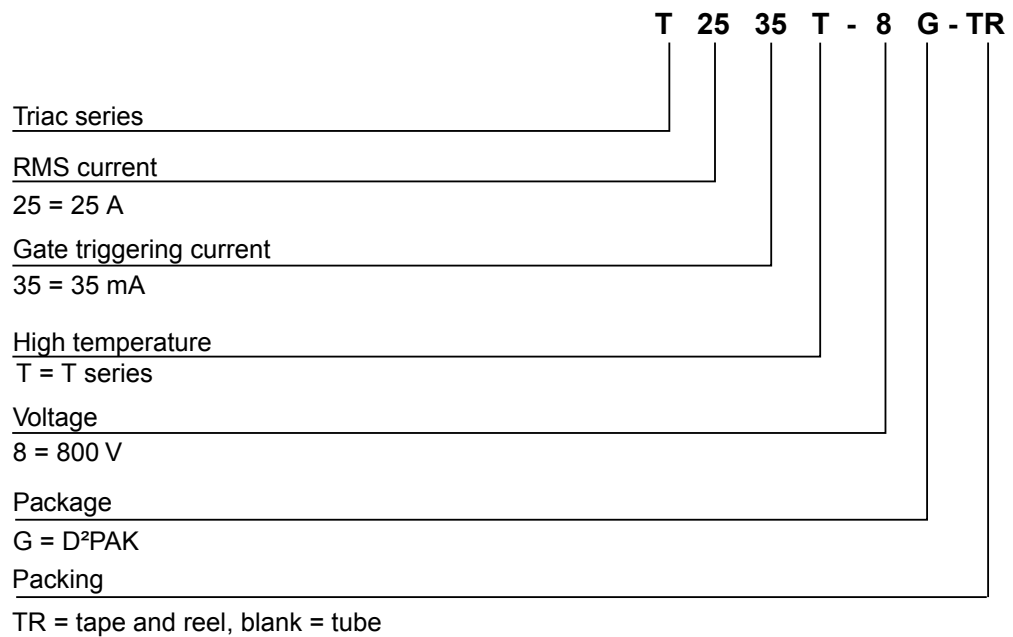 T 25 35 T - 8 G - TR
Triac series
RMS current
25 = 25 A
Gate triggering current
35 = 35 mA
High temperature
T = T series
Voltage
8 = 800 V
Package
G = D²PAK
Packing
TR = tape and reel, blank = tube